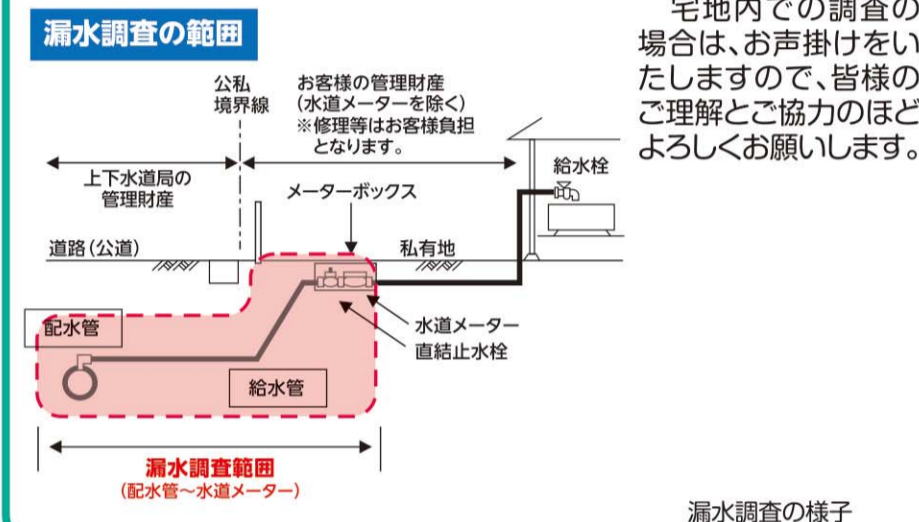 漏水調査の範囲
宅地内での調査の
場合は、お声掛けをい
たしますので、皆様の
ご理解とご協力のほど
よろしくお願いします。
公私
境界線
お客様の管理財産
(水道メーターを除く)
※修理等はお客様負担
となります。
上下水道局の
管理財産
メーターボックス
給水栓
道路(公道)
私有地
配水管
水道メーター
直結止水栓
給水管
漏水調査範囲
(配水管~水道メーター)
漏水調査の様子